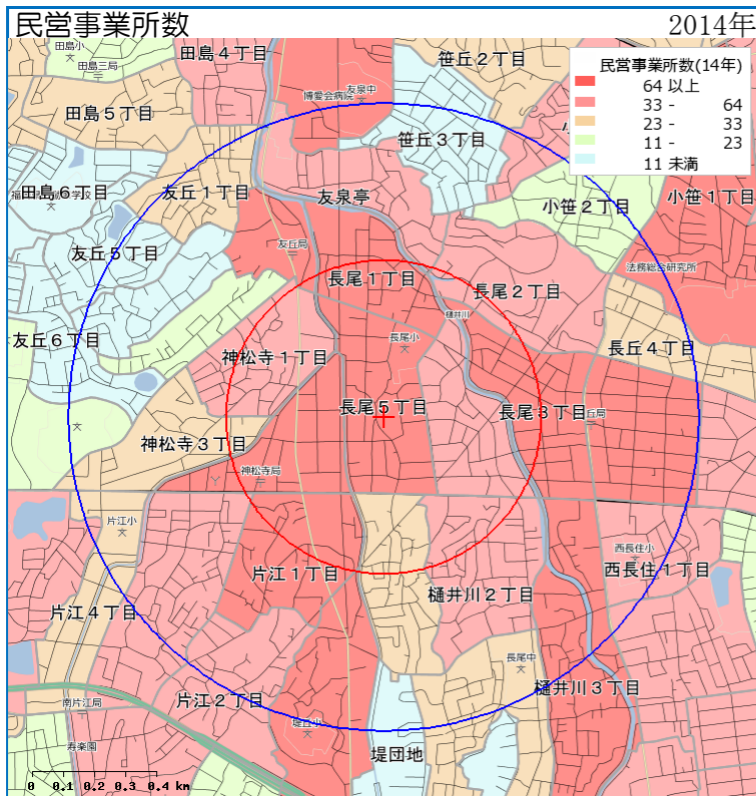 民営事業所数
2014年
民営事業所数(14年)
64 以上
33 - 64
23 - 33
11 - 23
11 未満
田島小
田島三局
田島４丁目
友泉中
博愛会病院
笹丘２丁目
田島５丁目
笹丘３丁目
田島６丁目
友丘１丁目
友泉亭
小笹２丁目
小笹１丁目
友丘５丁目
友丘局
法務総合研究所
長尾１丁目
長尾２丁目
樋井川
友丘６丁目
長尾小
神松寺１丁目
長丘４丁目
長尾５丁目
長尾３丁目
丘局
神松寺３丁目
神松寺局
片江小
西長住小
片江１丁目
西長住１丁目
樋井川２丁目
片江４丁目
長尾中
樋井川３丁目
片江２丁目
南片江局
堤丘小
寿楽園
堤団地
0 0.1 0.2 0.3 0.4 km